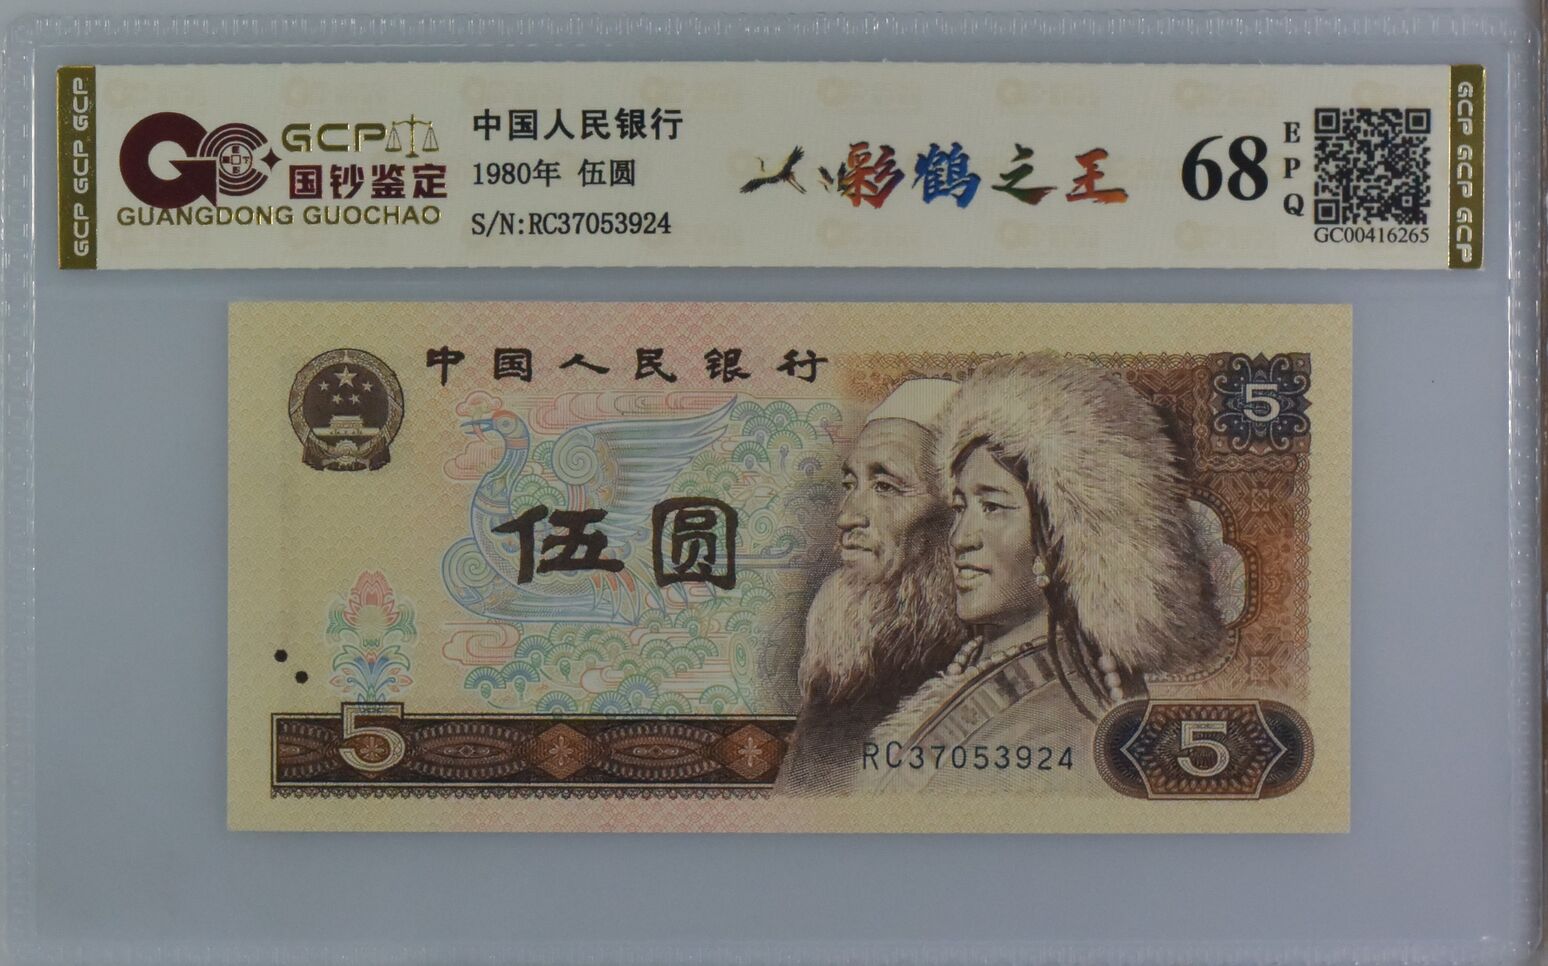 GCP GCP GCP
GCP
国钞鉴定
GUANGDONG GUOCHAO
中国人民银行
1980年 伍圆
S/N:RC37053924
彩鹤之王
68
EPQ
GC00416265
GCP GCP GCP
中国人民银行
5
伍圆
5
RC37053924
5